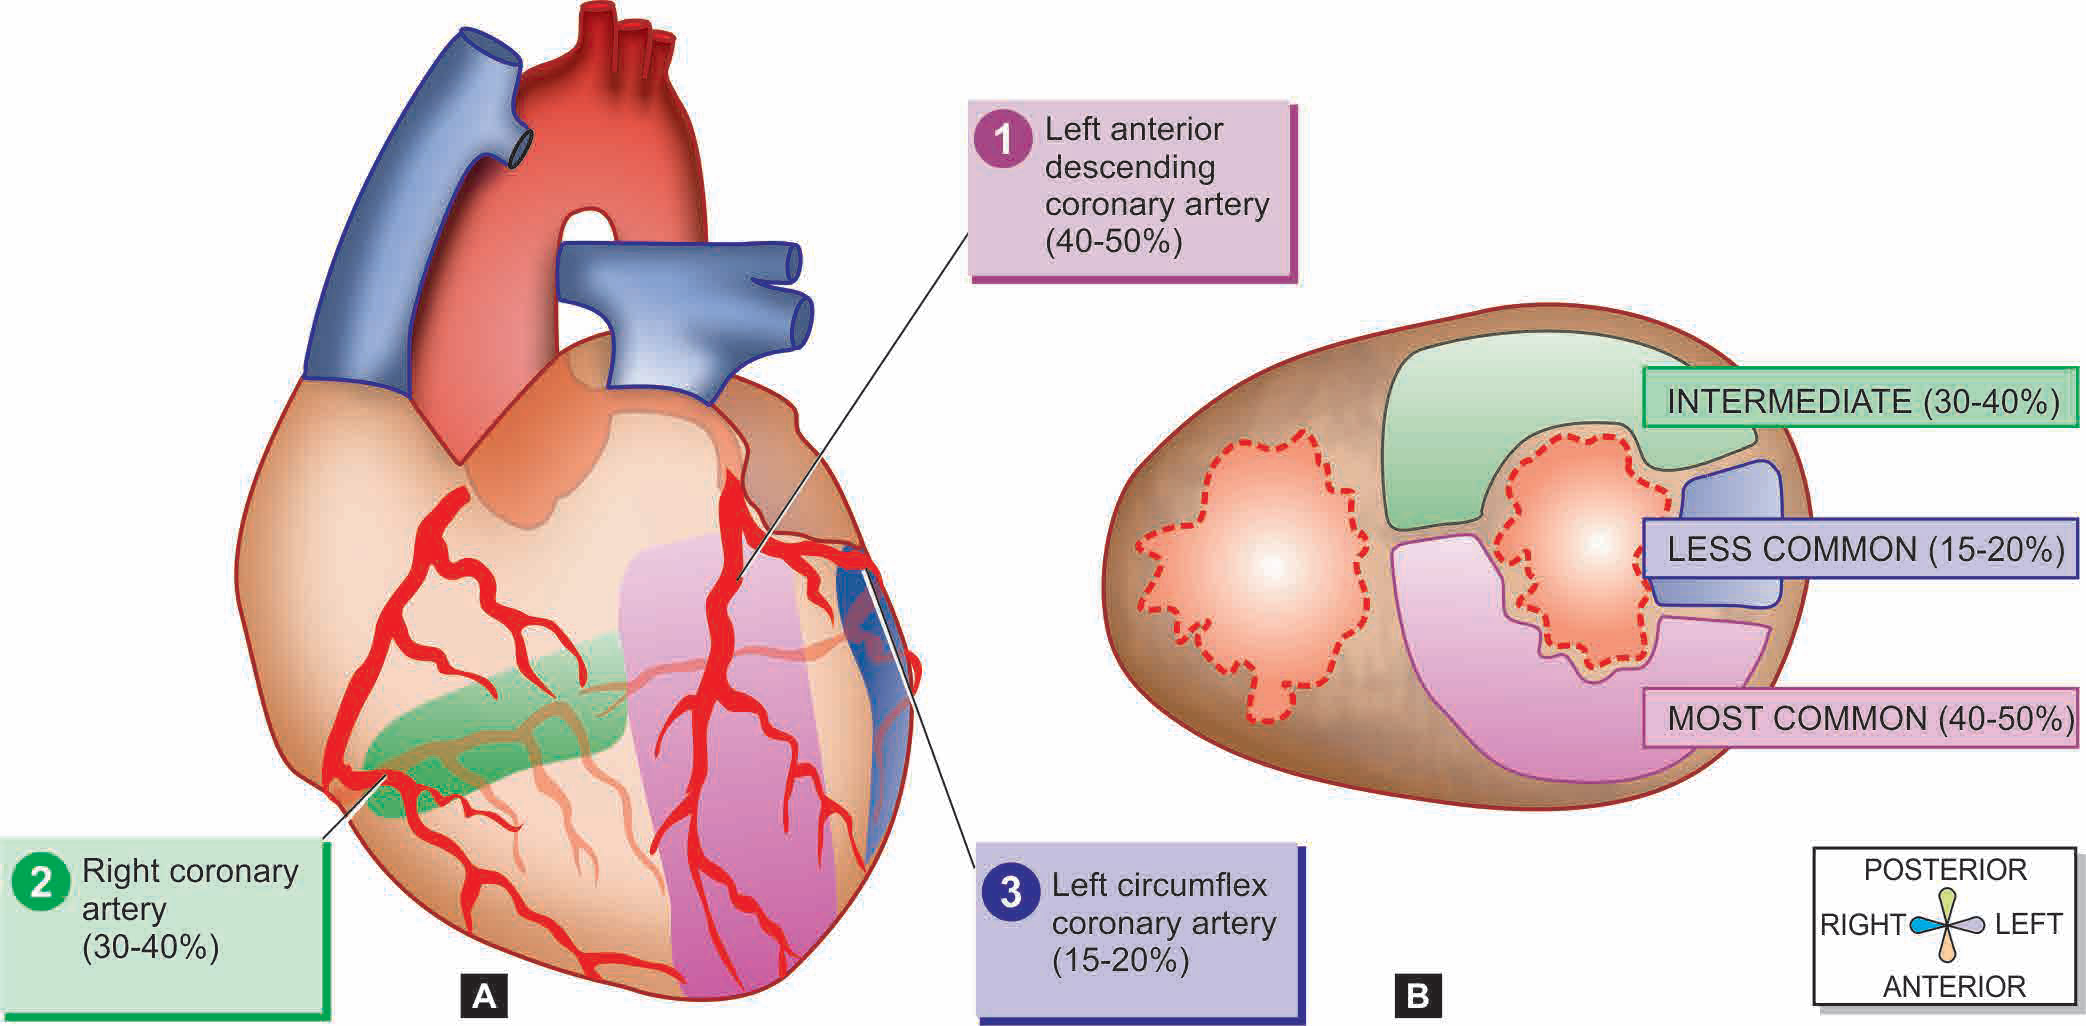 1 Left anterior
descending
coronary artery
(40-50%)
INTERMEDIATE (30-40%)
LESS COMMON (15-20%)
MOST COMMON (40-50%)
2 Right coronary
artery
(30-40%)
3 Left circumflex
coronary artery
(15-20%)
A
B
POSTERIOR
RIGHT LEFT
ANTERIOR